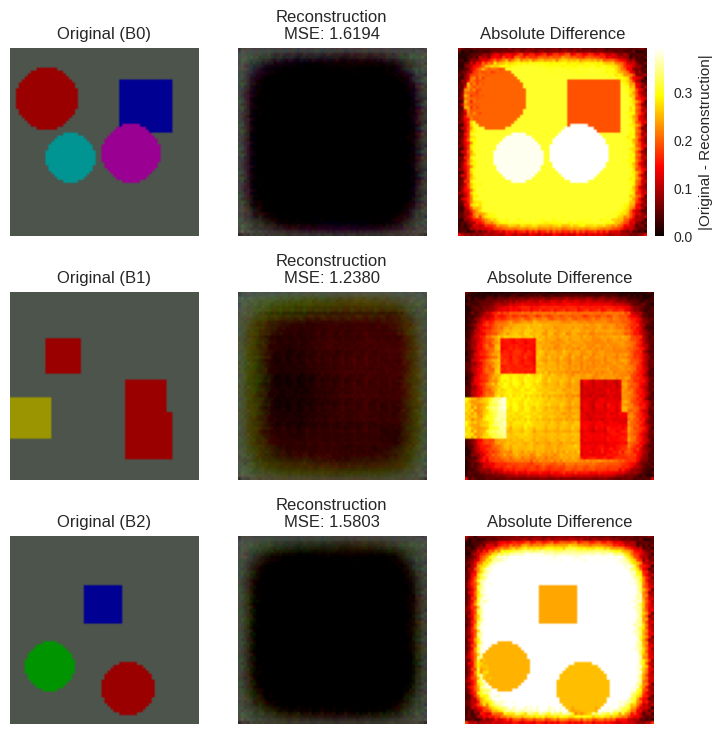 Original (B0)
Reconstruction
MSE: 1.6194
Absolute Difference
0.3
0.2
0.1
0.0
|Original - Reconstruction|
Original (B1)
Reconstruction
MSE: 1.2380
Absolute Difference
Original (B2)
Reconstruction
MSE: 1.5803
Absolute Difference